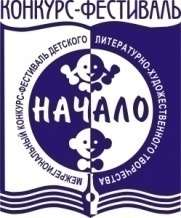 КОНКУРС-ФЕСТИВАЛЬ
МЕЖРЕГИОНАЛЬНЫЙ КОНКУРС-ФЕСТИВАЛЬ ДЕТСКОГО
ЛИТЕРАТУРНО-ХУДОЖЕСТВЕННОГО ТВОРЧЕСТВА
НАЧАЛО